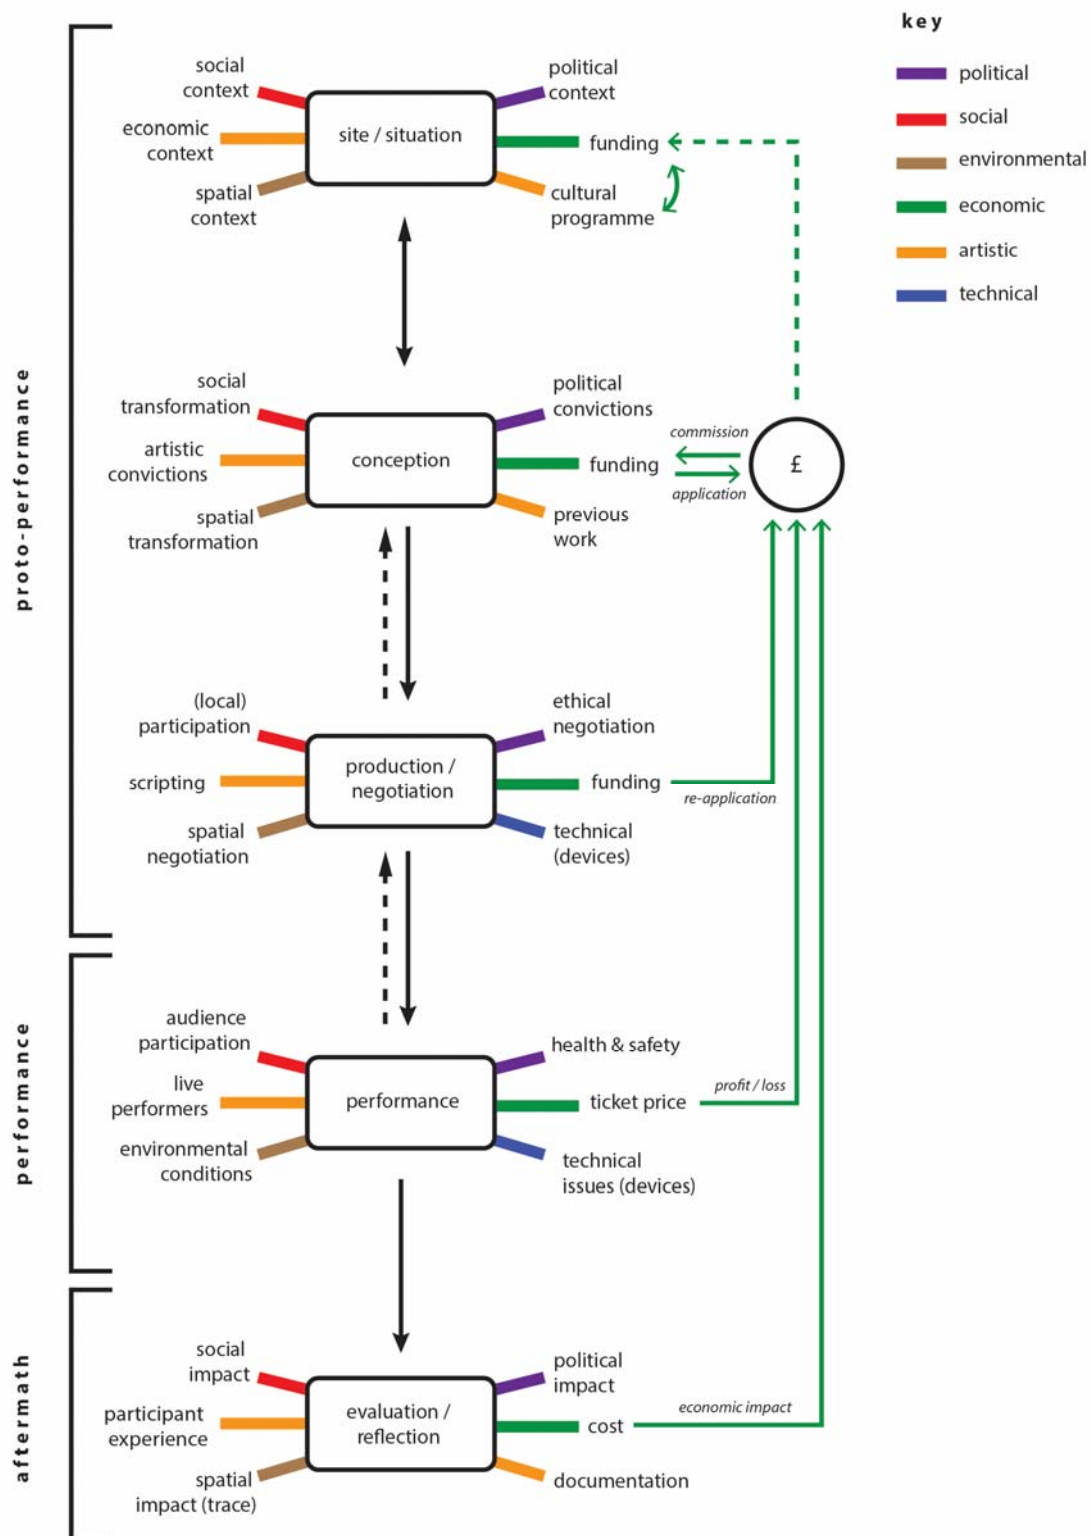 key
political
social
environmental
economic
artistic
technical
proto-performance
social
context
economic
context
spatial
context
site / situation
political
context
funding
cultural
programme
social
transformation
artistic
convictions
spatial
transformation
conception
political
convictions
funding
previous
work
commission
application
£
(local)
participation
scripting
spatial
negotiation
production /
negotiation
ethical
negotiation
funding
technical
(devices)
re-application
performance
audience
participation
live
performers
environmental
conditions
performance
health & safety
ticket price
technical
issues (devices)
profit / loss
aftermath
social
impact
participant
experience
spatial
impact (trace)
evaluation /
reflection
political
impact
cost
documentation
economic impact